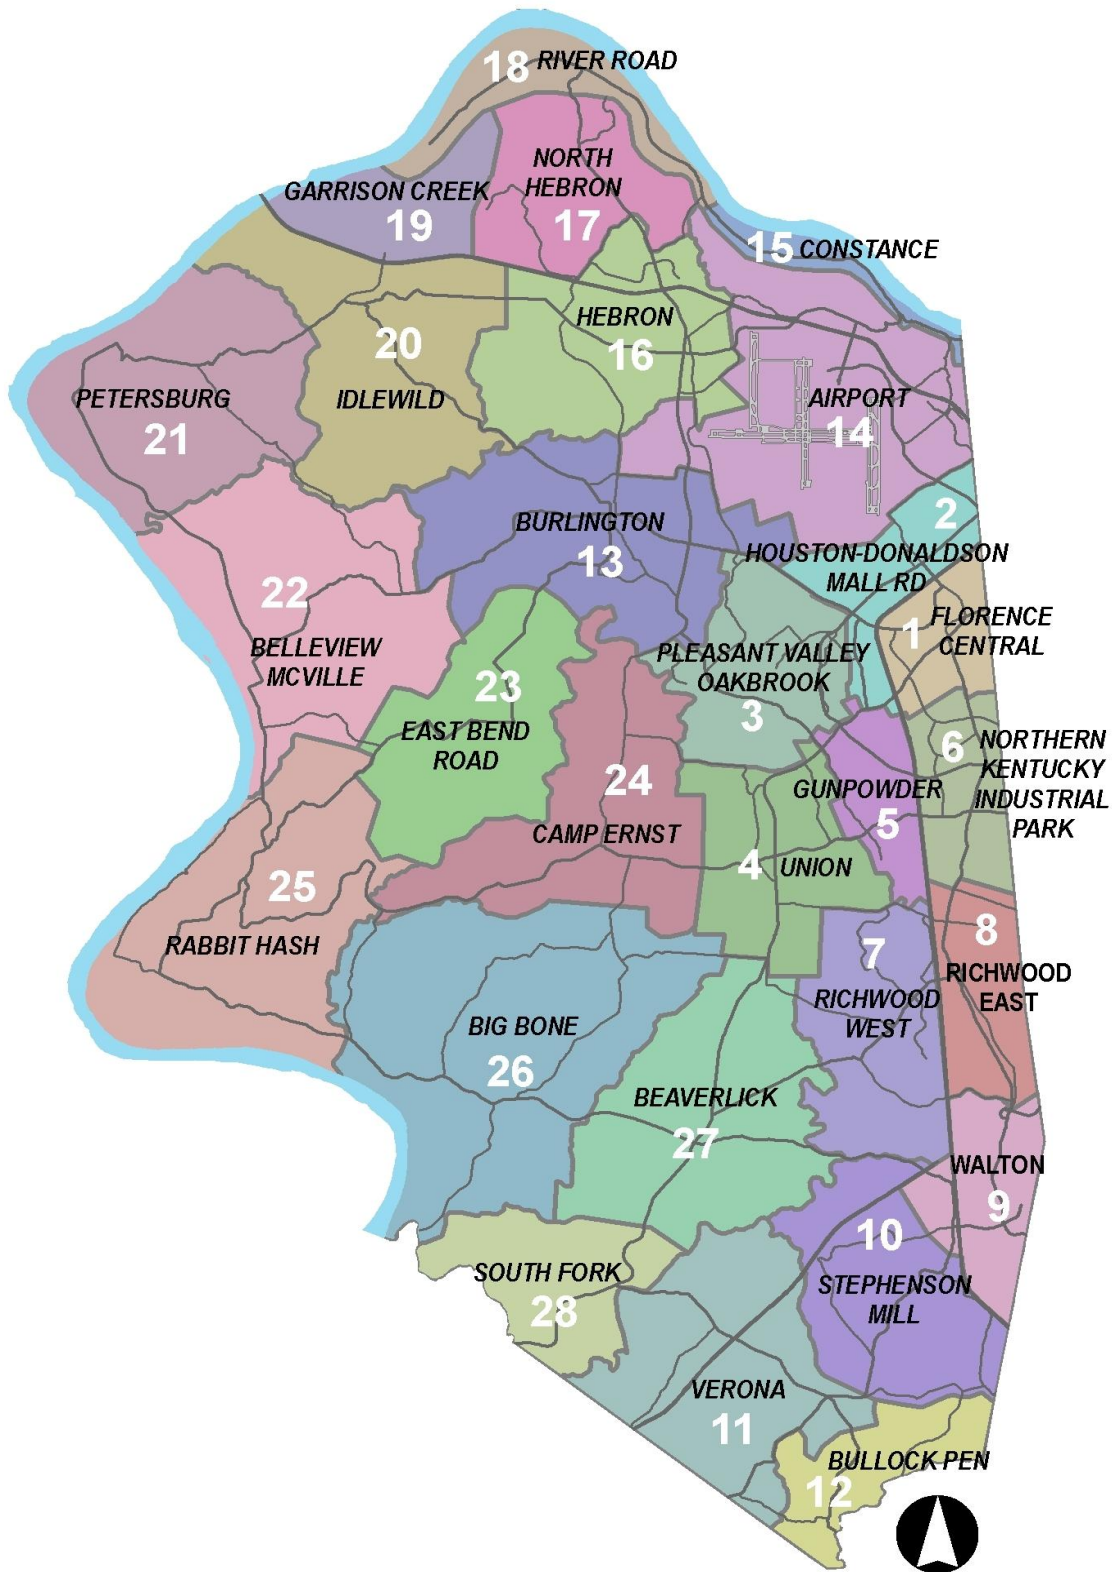 18 RIVER ROAD
NORTH
HEBRON
17
GARRISON CREEK
19
15 CONSTANCE
HEBRON
16
20
IDLEWILD
PETERSBURG
21
AIRPORT
14
2
HOUSTON-DONALDSON
MALL RD
BURLINGTON
13
22
BELLEVIEW
MCVILLE
1 FLORENCE
CENTRAL
PLEASANT VALLEY
OAKBROOK
3
23
EAST BEND
ROAD
6 NORTHERN
KENTUCKY
INDUSTRIAL
PARK
24
CAMP ERNST
GUNPOWDER
5
4 UNION
25
RABBIT HASH
8
RICHWOOD
EAST
7
RICHWOOD
WEST
BIG BONE
26
BEAVERLICK
27
WALTON
9
10
STEPHENSON
MILL
SOUTH FORK
28
VERONA
11
BULLOCK PEN
12